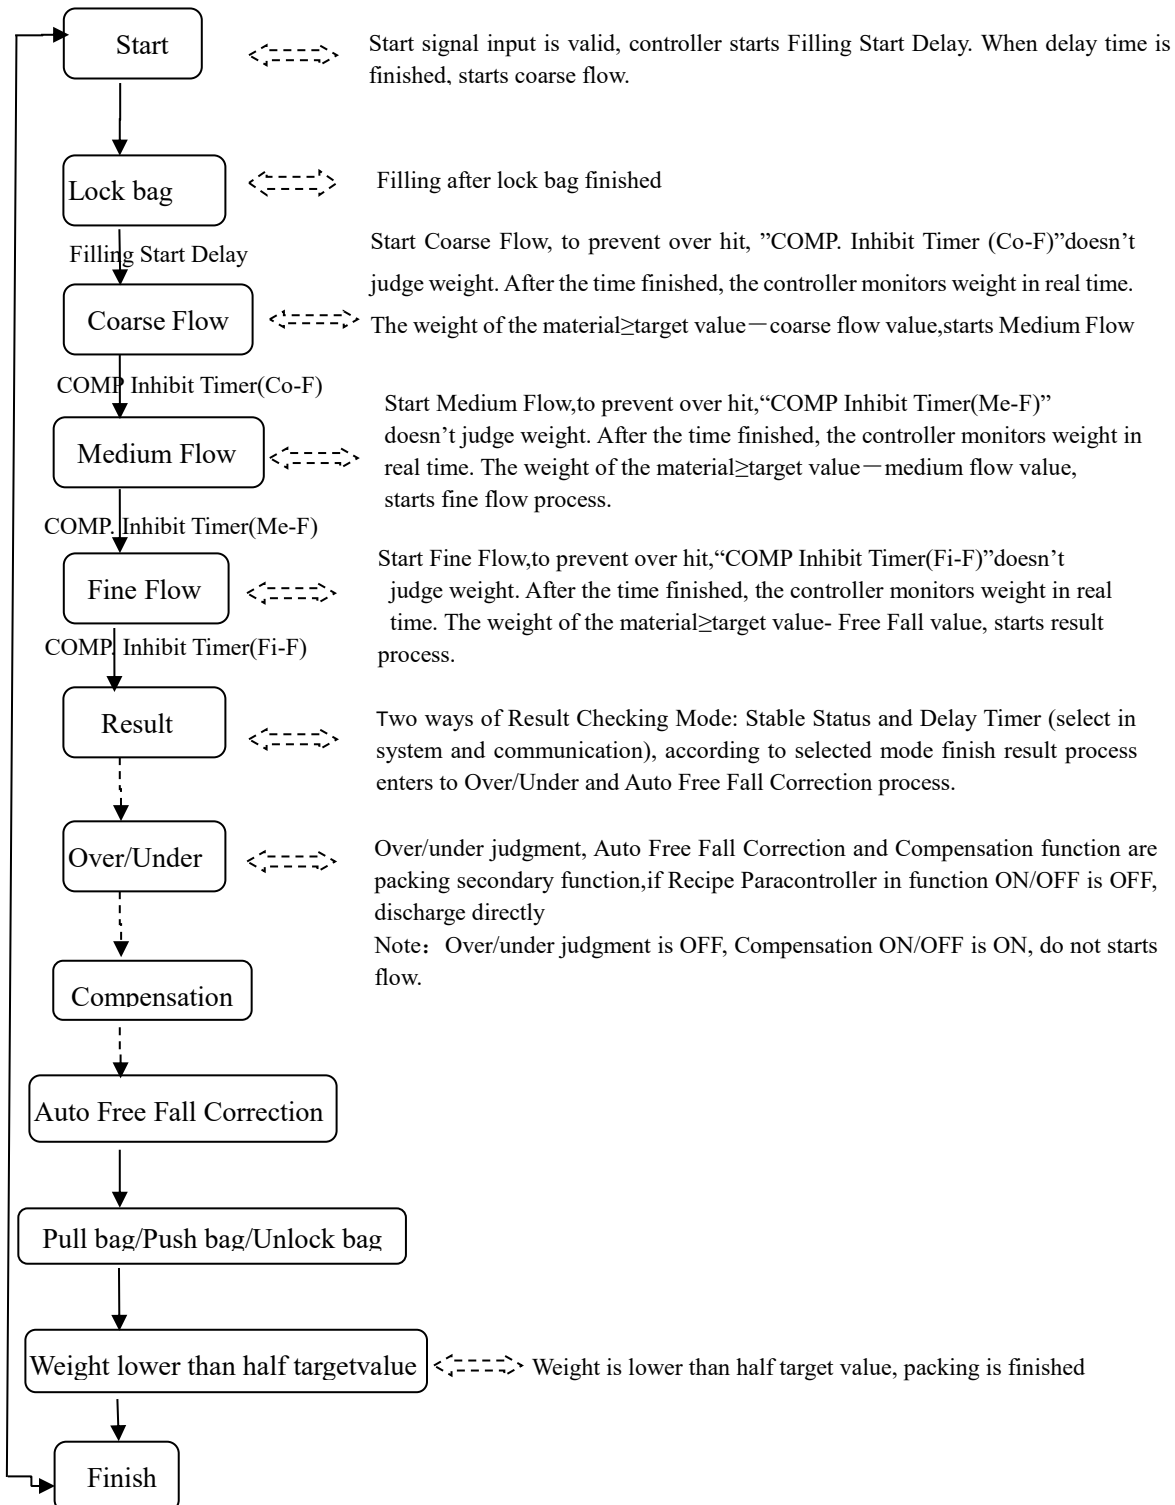 Start
Start signal input is valid, controller starts Filling Start Delay. When delay time is
finished, starts coarse flow.
Lock bag
Filling after lock bag finished
Filling Start Delay
Start Coarse Flow, to prevent over hit, ”COMP. Inhibit Timer (Co-F)”doesn’t
judge weight. After the time finished, the controller monitors weight in real time.
The weight of the material≥target value－coarse flow value,starts Medium Flow
Coarse Flow
COMP Inhibit Timer(Co-F)
Start Medium Flow,to prevent over hit,“COMP Inhibit Timer(Me-F)”
doesn’t judge weight. After the time finished, the controller monitors weight in
real time. The weight of the material≥target value－medium flow value,
starts fine flow process.
Medium Flow
COMP. Inhibit Timer(Me-F)
Start Fine Flow,to prevent over hit,“COMP Inhibit Timer(Fi-F)”doesn’t
judge weight. After the time finished, the controller monitors weight in real
time. The weight of the material≥target value- Free Fall value, starts result
process.
Fine Flow
COMP. Inhibit Timer(Fi-F)
Result
Two ways of Result Checking Mode: Stable Status and Delay Timer (select in
system and communication), according to selected mode finish result process
enters to Over/Under and Auto Free Fall Correction process.
Over/Under
Over/under judgment, Auto Free Fall Correction and Compensation function are
packing secondary function,if Recipe Paracontroller in function ON/OFF is OFF,
discharge directly
Note：Over/under judgment is OFF, Compensation ON/OFF is ON, do not starts
flow.
Compensation
Auto Free Fall Correction
Pull bag/Push bag/Unlock bag
Weight lower than half targetvalue
Weight is lower than half target value, packing is finished
Finish